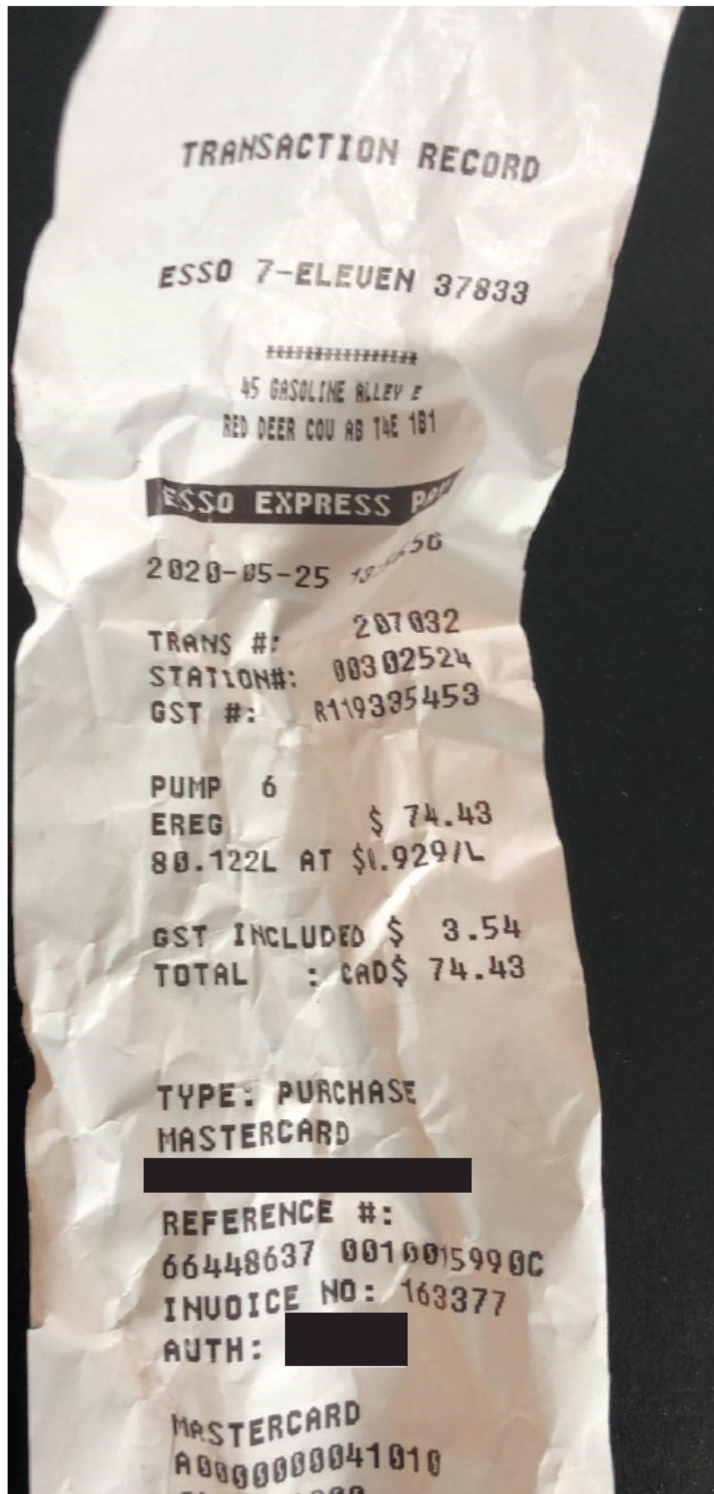 TRANSACTION RECORD
ESSO 7-ELEVEN 37833
****************
45 GASOLINE ALLEY E
RED DEER COU AB T4E 1B1
ESSO EXPRESS
2020-05-25
TRANS #: 207032
STATION#: 00302524
GST #: R119335453
PUMP 6
EREG $ 74.43
80.122L AT $0.929/L
GST INCLUDED $ 3.54
TOTAL : CAD$ 74.43
TYPE: PURCHASE
MASTERCARD
REFERENCE #:
66448637 0010015990C
INVOICE NO: 163377
AUTH:
MASTERCARD
A0000000041010